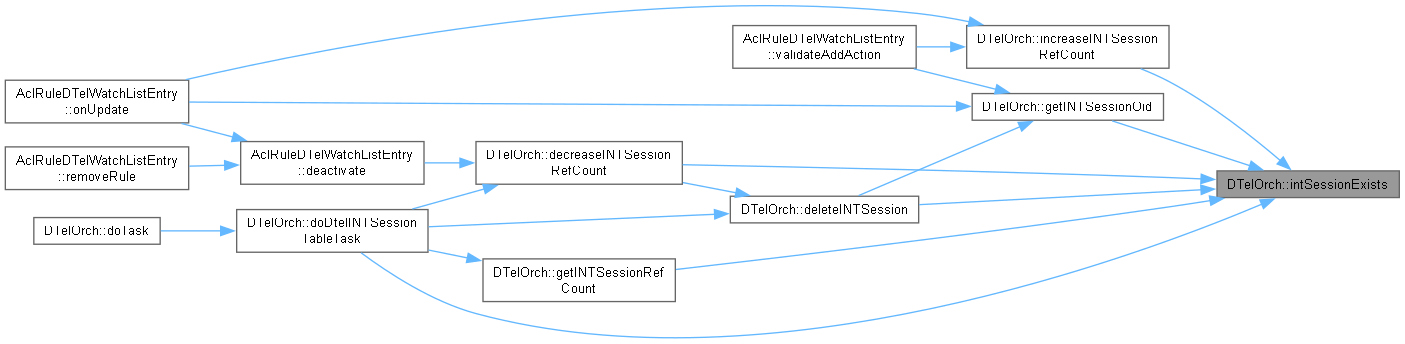 AclRuleDTelWatchListEntry
::validateAddAction
DTelOrch::increaseINTSession
RefCount
AclRuleDTelWatchListEntry
::onUpdate
DTelOrch::getINTSessionOid
AclRuleDTelWatchListEntry
::removeRule
AclRuleDTelWatchListEntry
::deactivate
DTelOrch::decreaseINTSession
RefCount
DTelOrch::intSessionExists
DTelOrch::deleteINTSession
DTelOrch::doTask
DTelOrch::doDtelINTSession
TableTask
DTelOrch::getINTSessionRef
Count